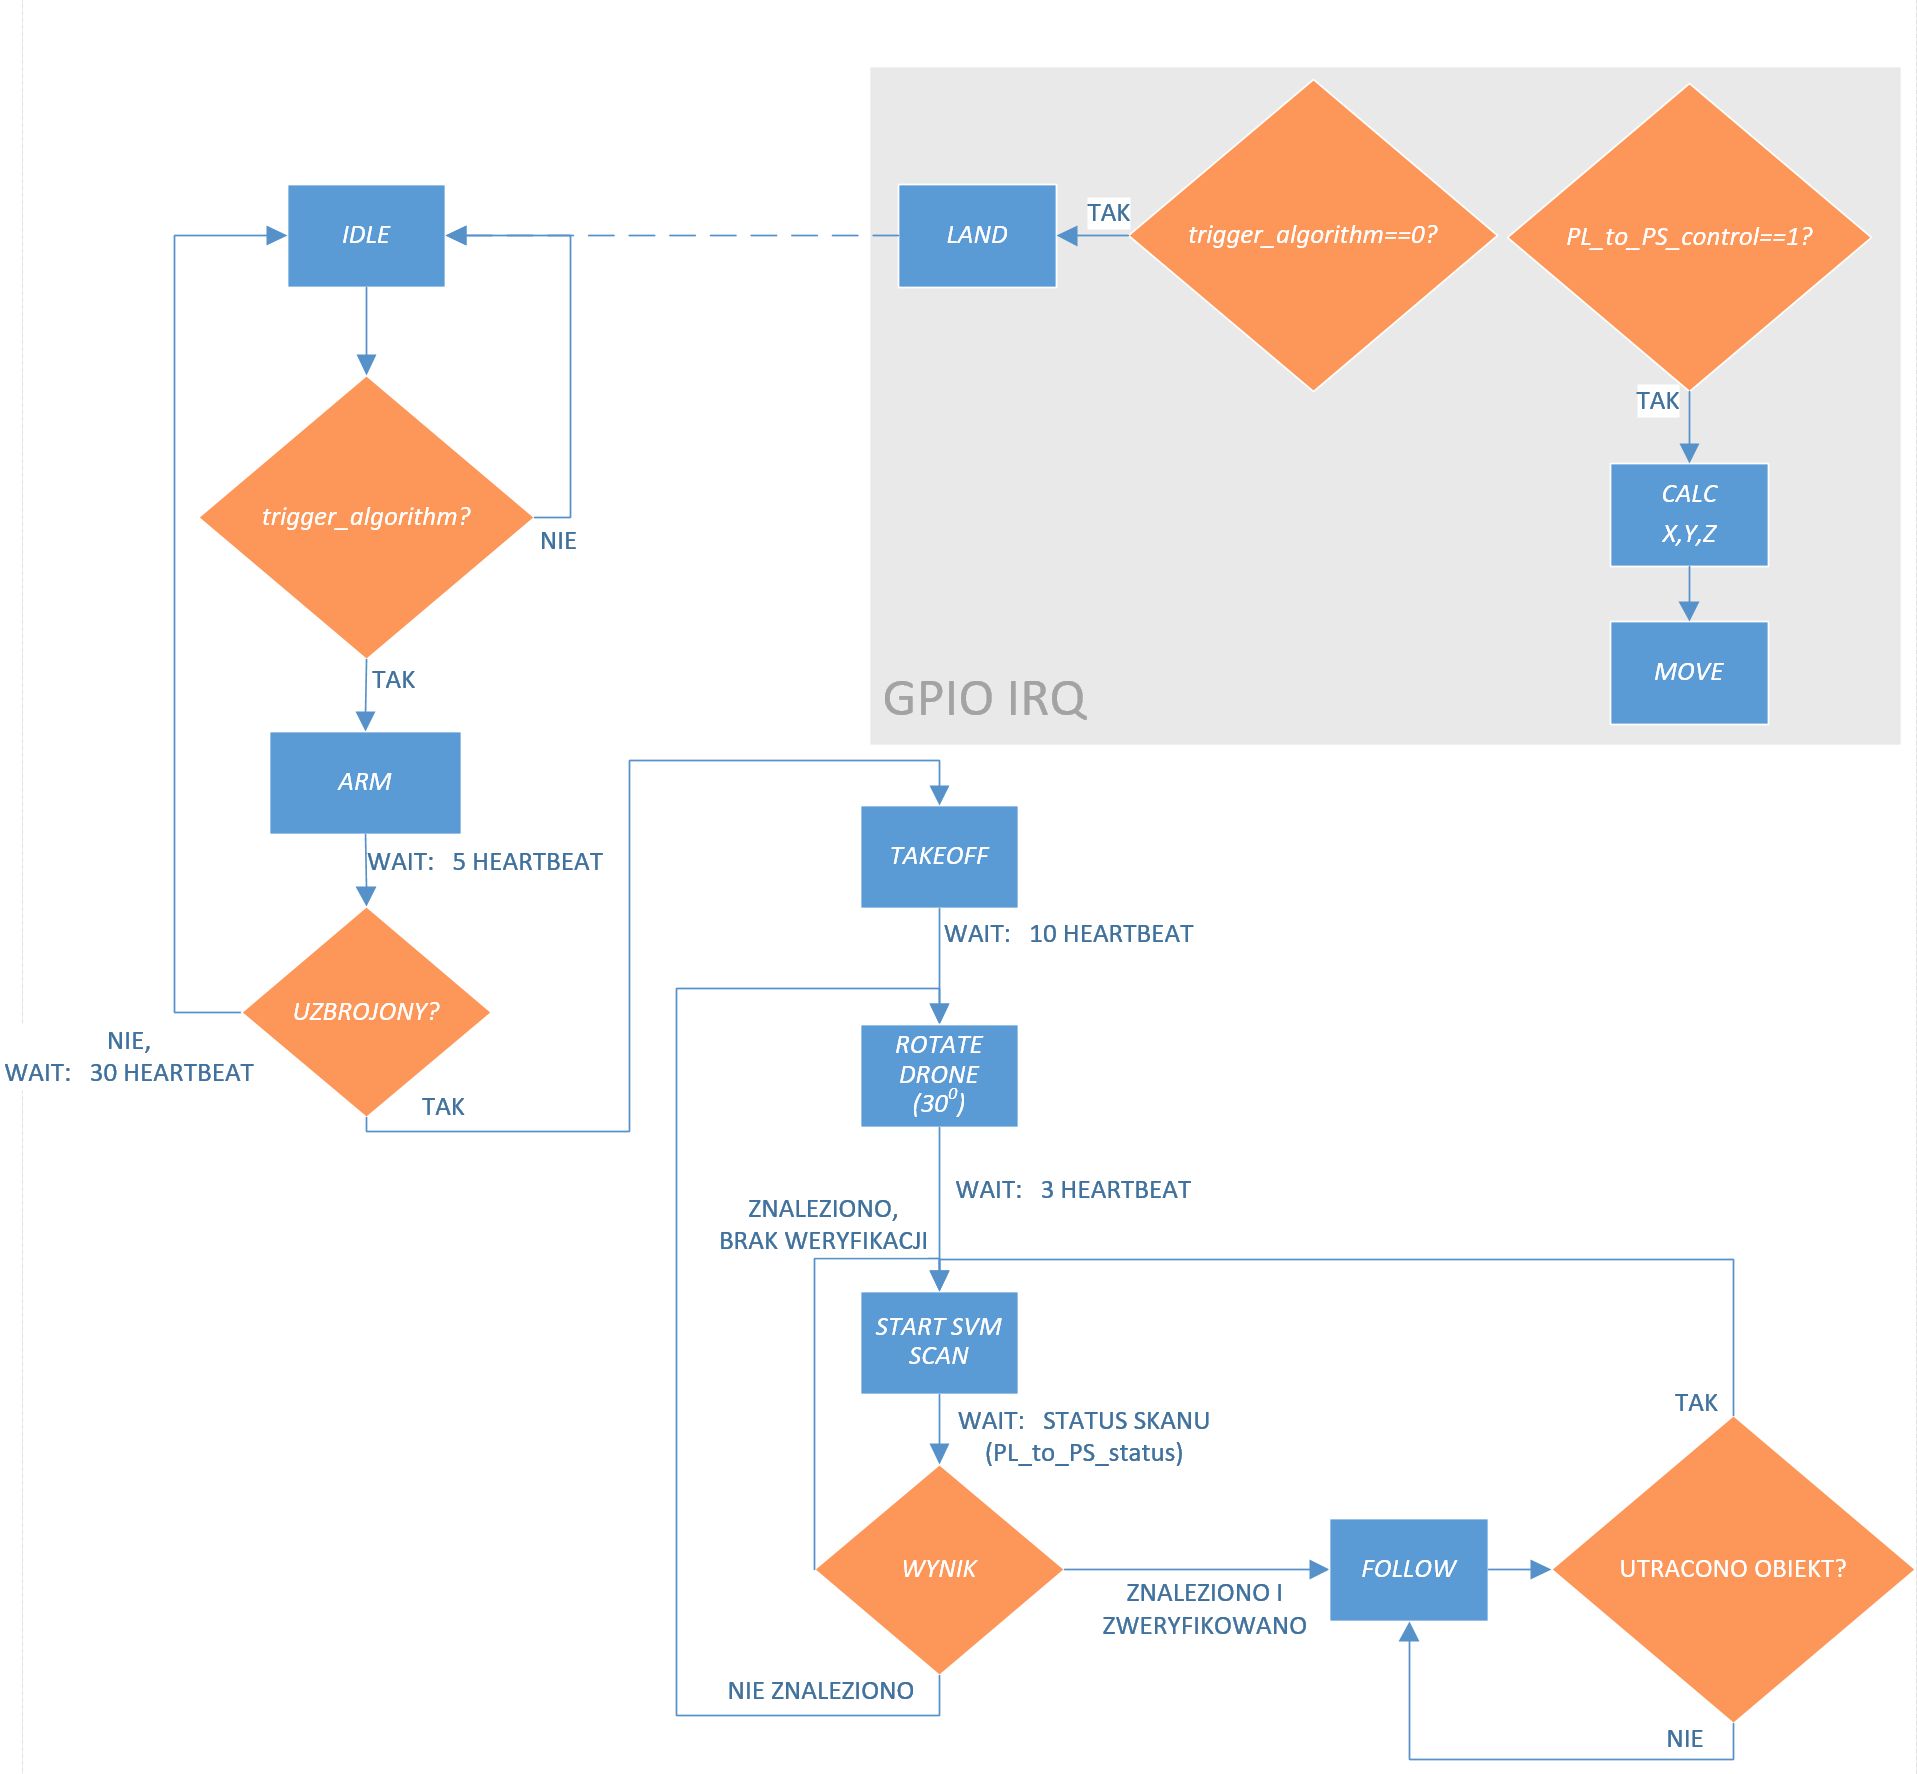 IDLE
LAND
TAK
trigger_algorithm==0?
PL_to_PS_control==1?
TAK
CALC
X,Y,Z
trigger_algorithm?
NIE
TAK
MOVE
GPIO IRQ
ARM
WAIT: 5 HEARTBEAT
TAKEOFF
WAIT: 10 HEARTBEAT
UZBROJONY?
NIE,
WAIT: 30 HEARTBEAT
TAK
ROTATE
DRONE
(30⁰)
WAIT: 3 HEARTBEAT
ZNALEZIONO,
BRAK WERYFIKACJI
START SVM
SCAN
WAIT: STATUS SKANU
(PL_to_PS_status)
TAK
WYNIK
ZNALEZIONO I
ZWERYFIKOWANO
FOLLOW
UTRACONO OBIEKT?
NIE ZNALEZIONO
NIE